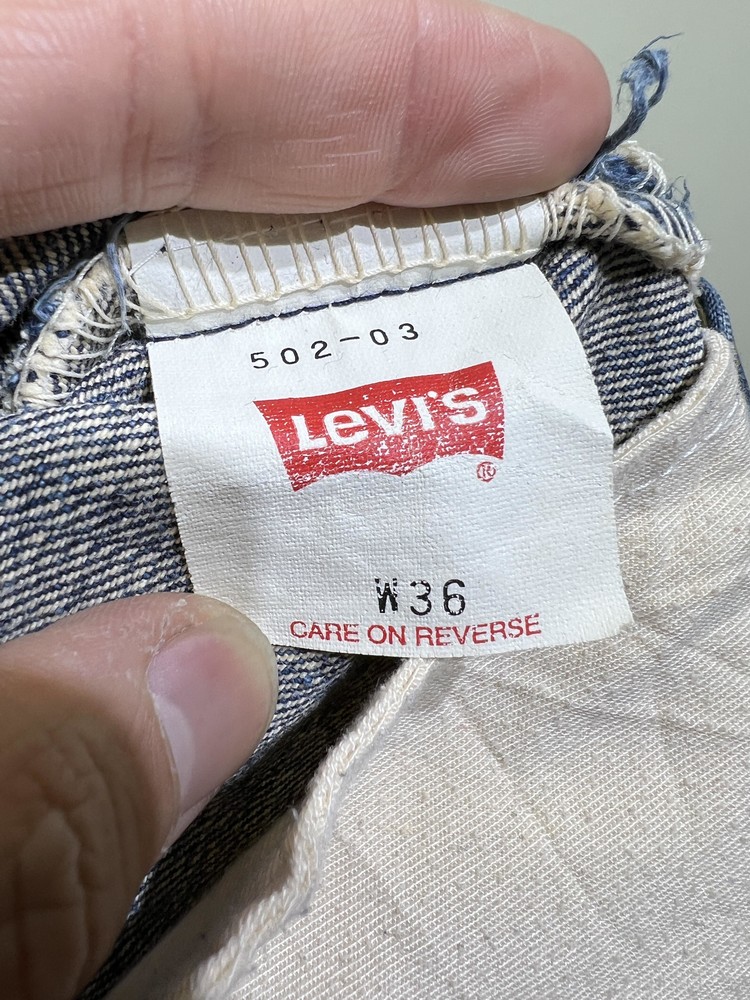 502-03
Levi's
®
W36
CARE ON REVERSE